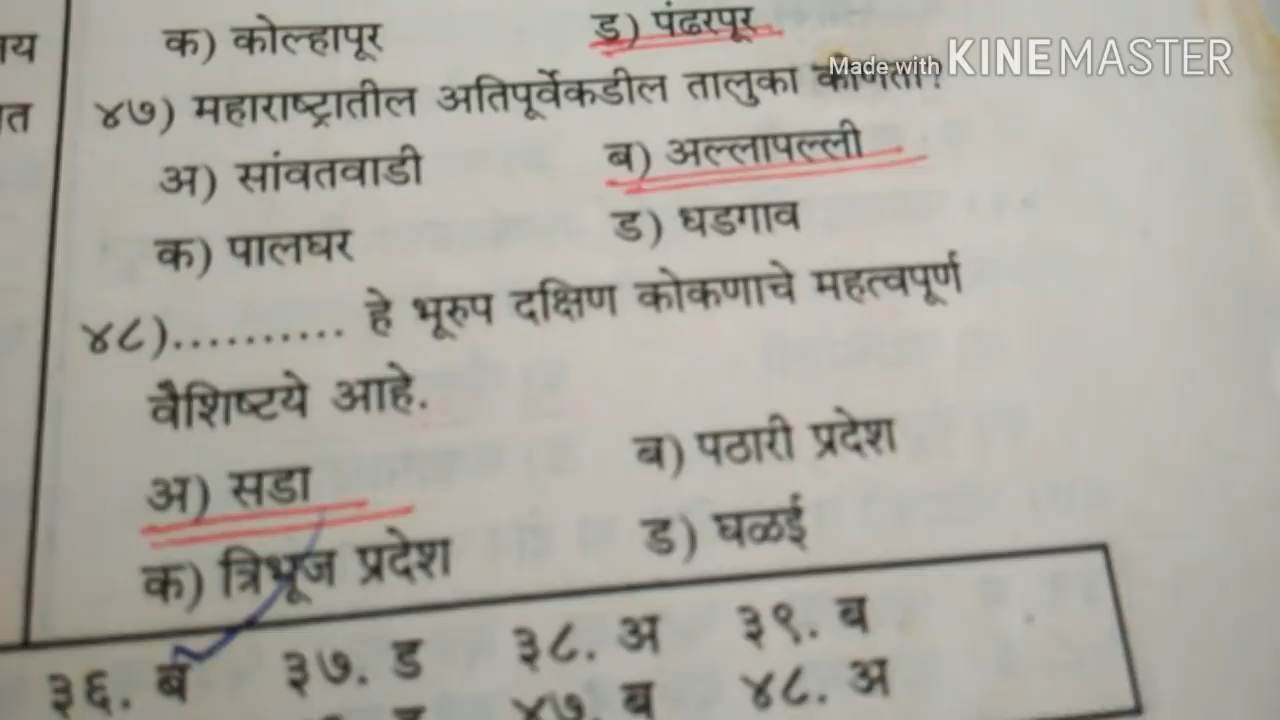 क) कोल्हापूर ड) पंढरपूर
Made with KINEMASTER
४७) महाराष्ट्रातील अतिपूर्वेकडील तालुका कोणता?
अ) सांवतवाडी ब) अल्लापल्ली
क) पालघर ड) धडगाव
४८)........... हे भूरुप दक्षिण कोकणाचे महत्वपूर्ण
वैशिष्टये आहे.
अ) सडा ब) पठारी प्रदेश
क) त्रिभूज प्रदेश ड) घळई
३६. ब ३७. ड ३८. अ ३९. ब
४७. ब ४८. अ